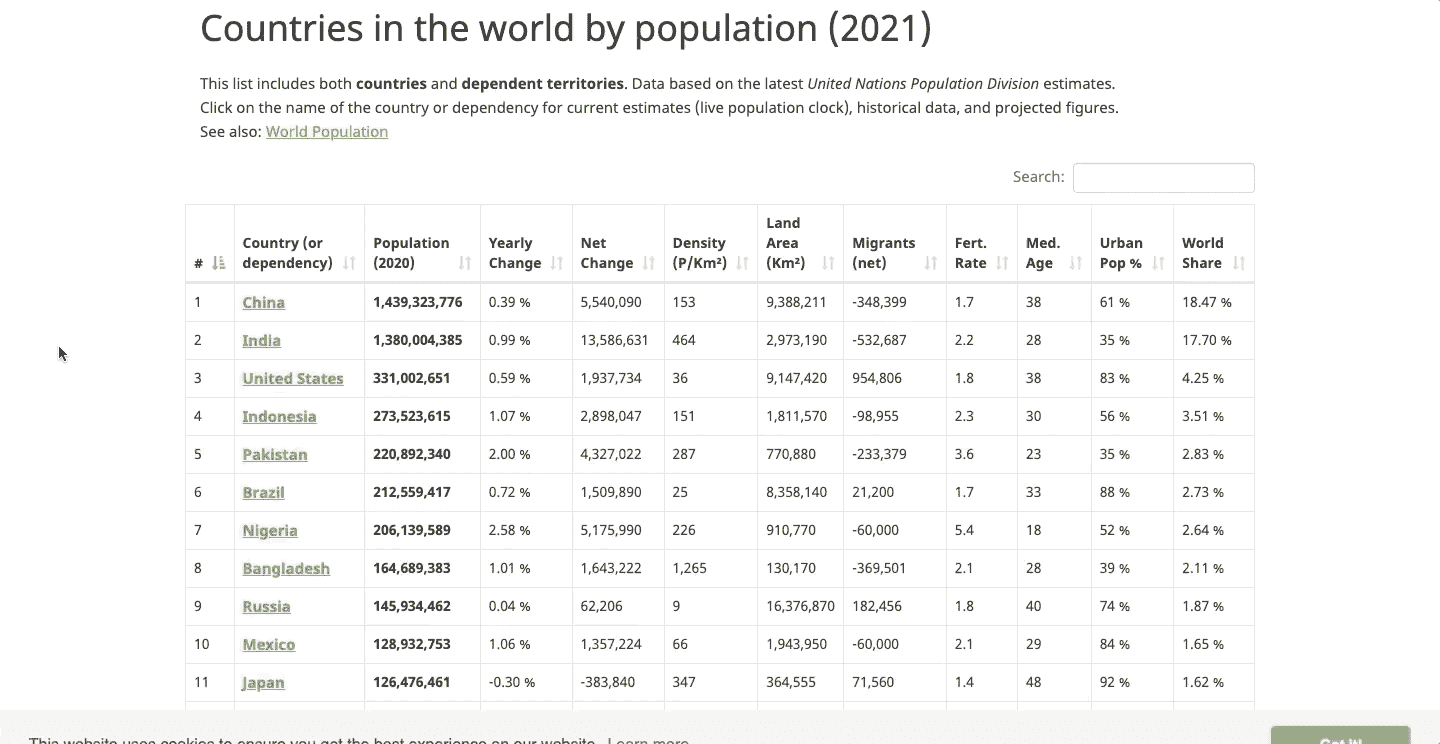 Countries in the world by population (2021)
This list includes both countries and dependent territories. Data based on the latest United Nations Population Division estimates.
Click on the name of the country or dependency for current estimates (live population clock), historical data, and projected figures.
See also: World Population
Search:
# Country (or dependency) Population (2020) Yearly Change Net Change Density (P/Km²) Land Area (Km²) Migrants (net) Fert. Rate Med. Age Urban Pop % World Share
1 China 1,439,323,776 0.39 % 5,540,090 153 9,388,211 -348,399 1.7 38 61 % 18.47 %
2 India 1,380,004,385 0.99 % 13,586,631 464 2,973,190 -532,687 2.2 28 35 % 17.70 %
3 United States 331,002,651 0.59 % 1,937,734 36 9,147,420 954,806 1.8 38 83 % 4.25 %
4 Indonesia 273,523,615 1.07 % 2,898,047 151 1,811,570 -98,955 2.3 30 56 % 3.51 %
5 Pakistan 220,892,340 2.00 % 4,327,022 287 770,880 -233,379 3.6 23 35 % 2.83 %
6 Brazil 212,559,417 0.72 % 1,509,890 25 8,358,140 21,200 1.7 33 88 % 2.73 %
7 Nigeria 206,139,589 2.58 % 5,175,990 226 910,770 -60,000 5.4 18 52 % 2.64 %
8 Bangladesh 164,689,383 1.01 % 1,643,222 1,265 130,170 -369,501 2.1 28 39 % 2.11 %
9 Russia 145,934,462 0.04 % 62,206 9 16,376,870 182,456 1.8 40 74 % 1.87 %
10 Mexico 128,932,753 1.06 % 1,357,224 66 1,943,950 -60,000 2.1 29 84 % 1.65 %
11 Japan 126,476,461 -0.30 % -383,840 347 364,555 71,560 1.4 48 92 % 1.62 %
This website uses cookies to ensure you get the best experience on our website. Learn more
Got it!